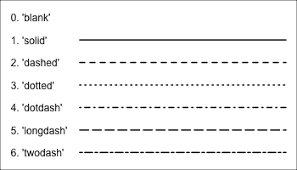 0. 'blank'
1. 'solid'
2. 'dashed'
3. 'dotted'
4. 'dotdash'
5. 'longdash'
6. 'twodash'